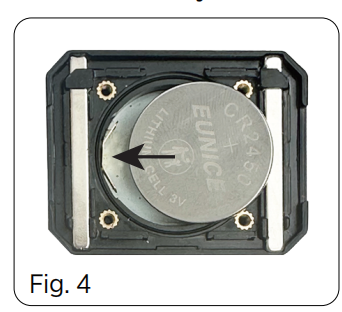 CR2450
EUNICE
LITHIUM CELL 3V
+
Fig. 4